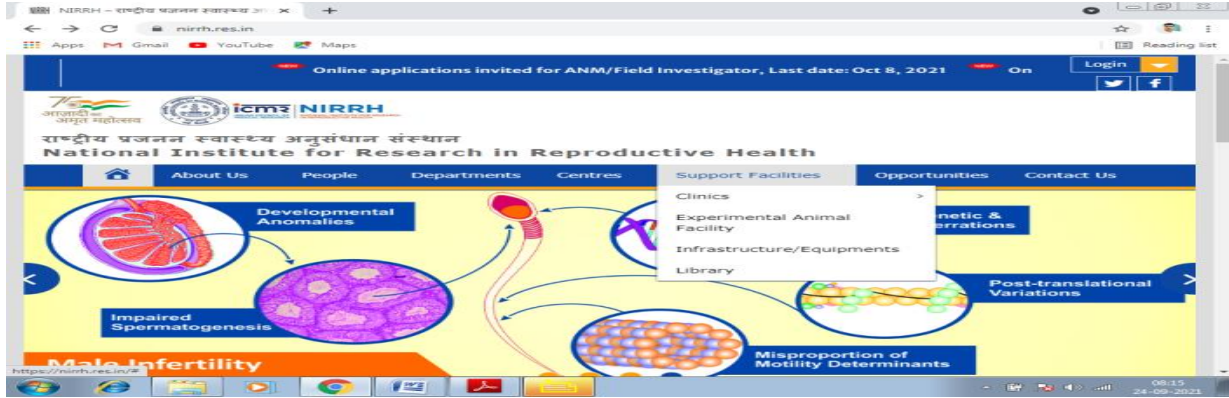 NIRRH – राष्ट्रीय प्रजनन स्वास्थ्य अ
nirrh.res.in
Apps Gmail YouTube Maps Reading list
Online applications invited for ANM/Field Investigator, Last date: Oct 8, 2021 On
Login
आज़ादी का
अमृत महोत्सव
icmr NIRRH
राष्ट्रीय प्रजनन स्वास्थ्य अनुसंधान संस्थान
National Institute for Research in Reproductive Health
About Us People Departments Centres Support Facilities Opportunities Contact Us
Clinics
Experimental Animal
Facility
Infrastructure/Equipments
Library
Developmental
Anomalies
netic &
errations
Post-translational
Variations
Impaired
Spermatogenesis
Misproportion of
Motility Determinants
Male Infertility
https://nirrh.res.in/#
08:15
24-09-2021